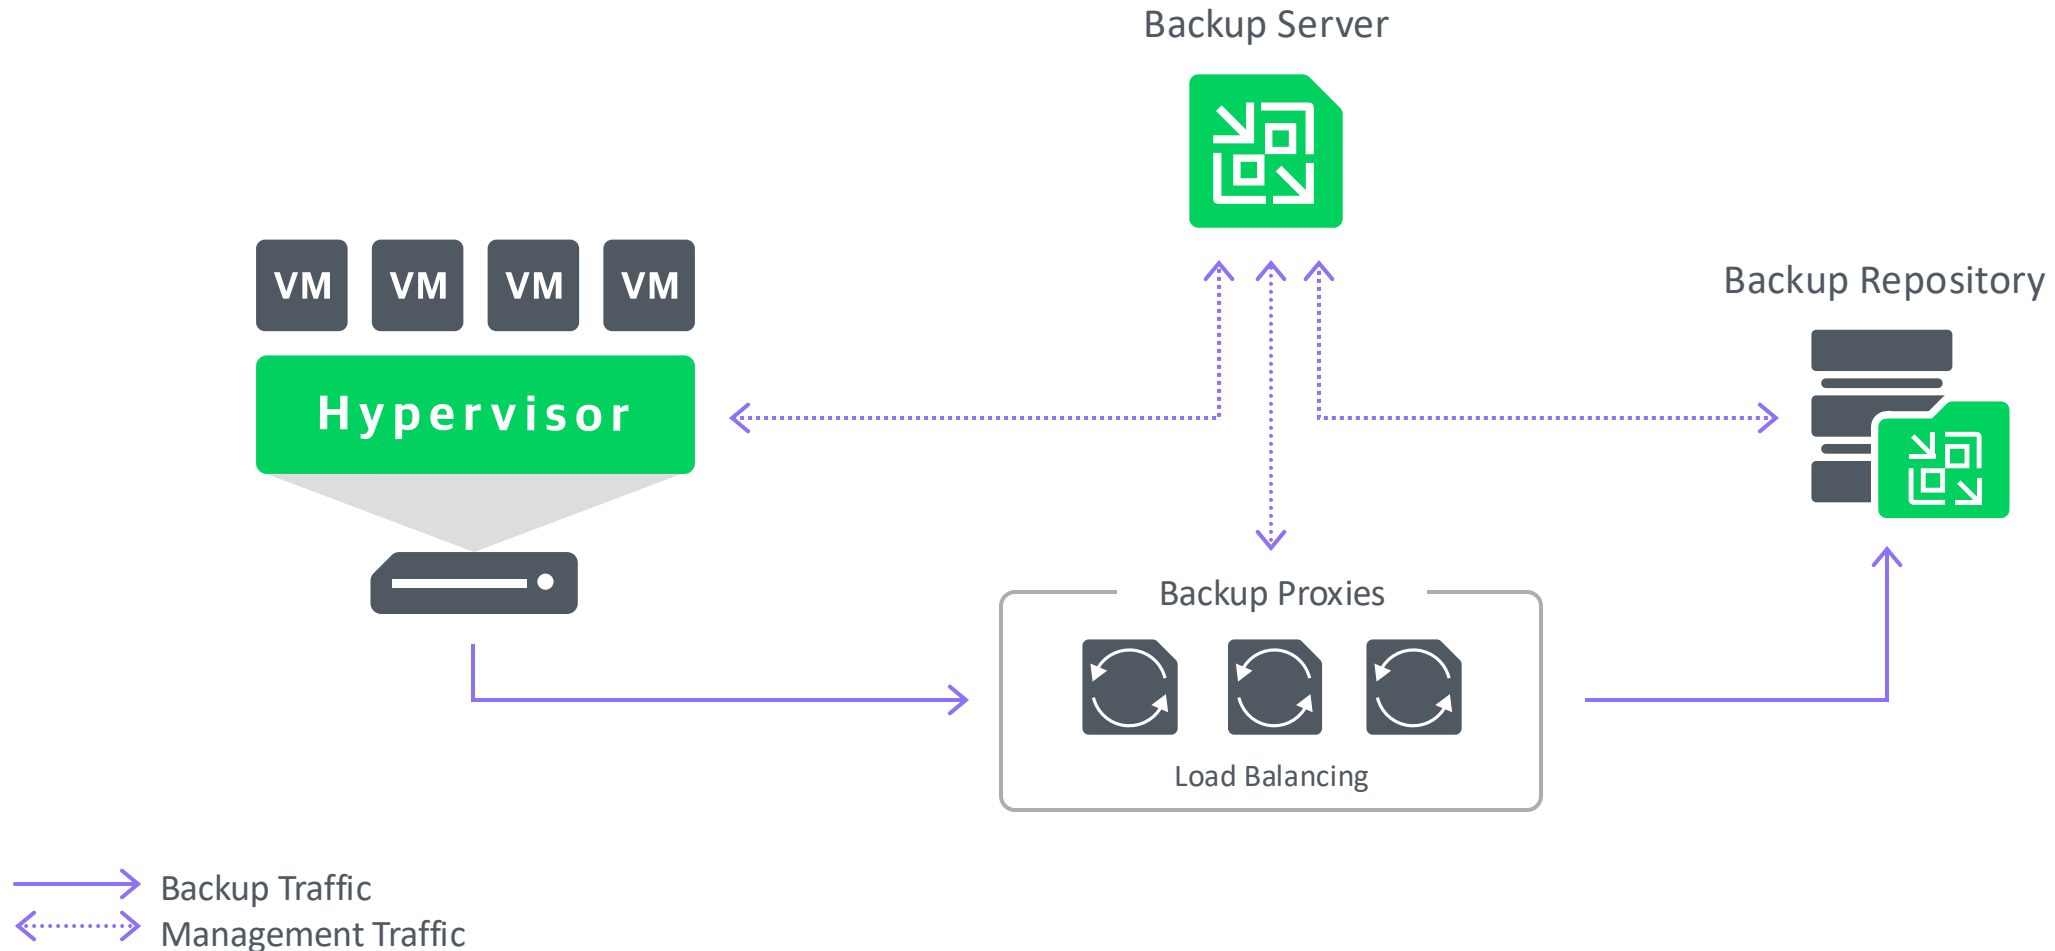 Backup Server
Backup Repository
VM VM VM VM
Hypervisor
Backup Proxies
Load Balancing
Backup Traffic
Management Traffic